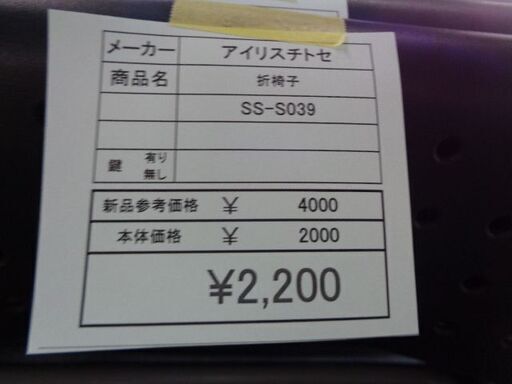 メーカー アイリスチトセ
商品名 折椅子
SS-S039
鍵 有り
無し
新品参考価格 ¥ 4000
本体価格 ¥ 2000
¥2,200